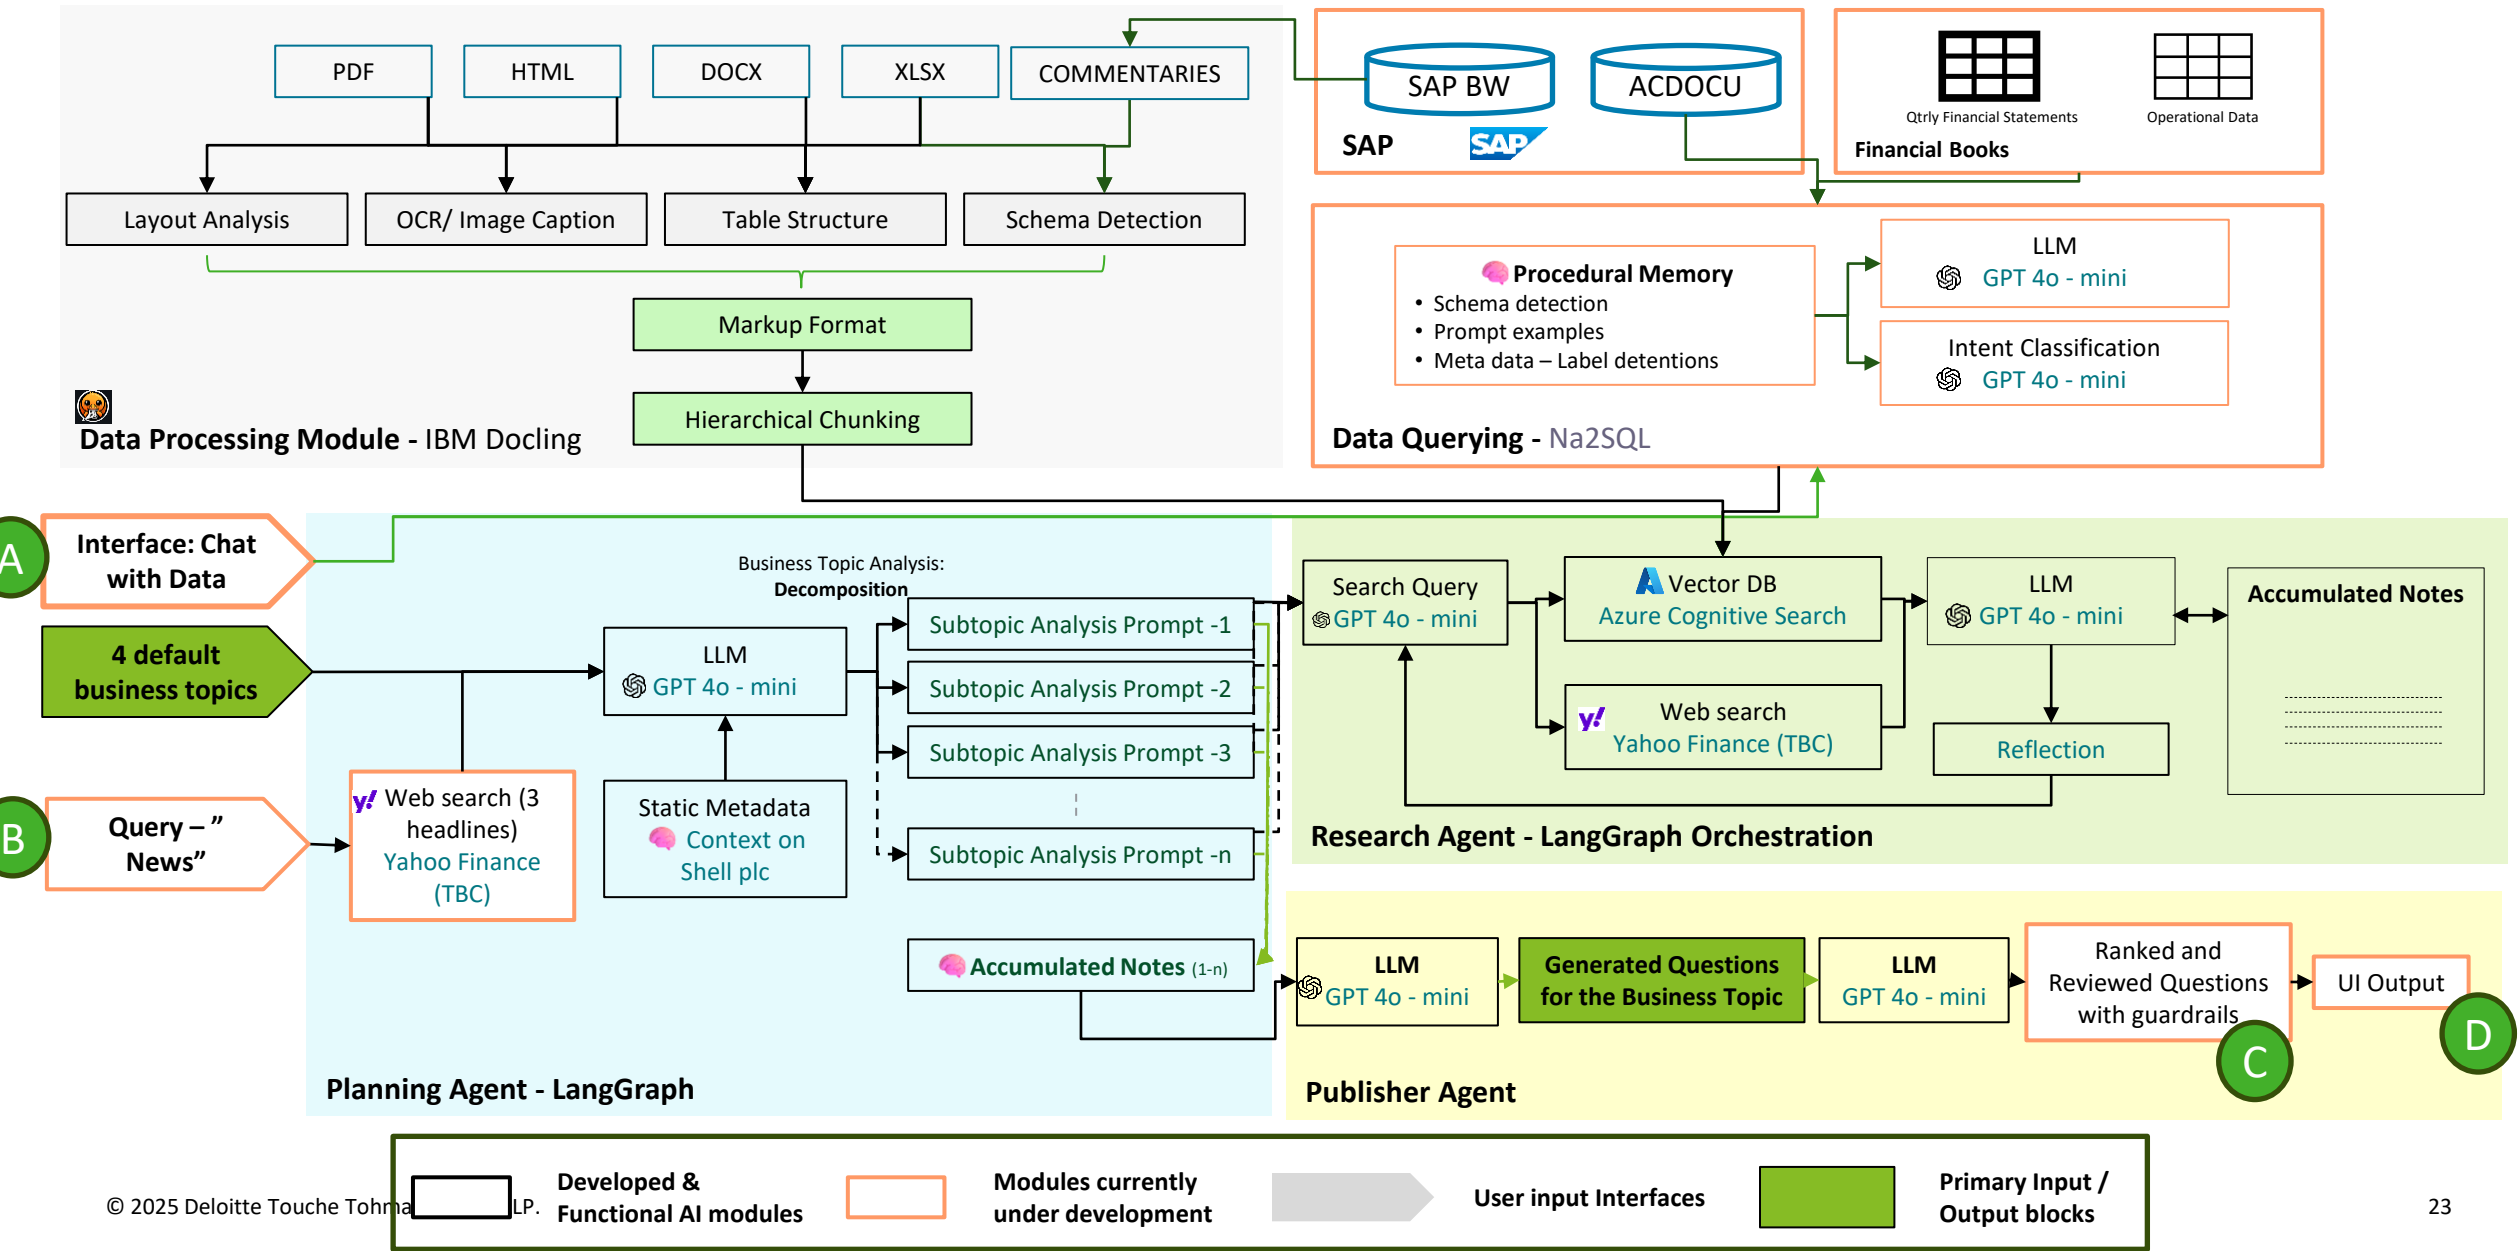 PDF
HTML
DOCX
XLSX
COMMENTARIES
Layout Analysis
OCR/ Image Caption
Table Structure
Schema Detection
Markup Format
Hierarchical Chunking
Data Processing Module - IBM Docling
SAP BW
ACDOCU
SAP
SAP
Qtrly Financial Statements
Operational Data
Financial Books
Procedural Memory
• Schema detection
• Prompt examples
• Meta data – Label detentions
LLM
GPT 4o - mini
Intent Classification
GPT 4o - mini
Data Querying - Na2SQL
A
Interface: Chat
with Data
4 default
business topics
B
Query – ”
News”
y!
Web search (3
headlines)
Yahoo Finance
(TBC)
Business Topic Analysis:
Decomposition
LLM
GPT 4o - mini
Static Metadata
Context on
Shell plc
Subtopic Analysis Prompt -1
Subtopic Analysis Prompt -2
Subtopic Analysis Prompt -3
Subtopic Analysis Prompt -n
Accumulated Notes (1-n)
Planning Agent - LangGraph
Search Query
GPT 4o - mini
Vector DB
Azure Cognitive Search
y!
Web search
Yahoo Finance (TBC)
LLM
GPT 4o - mini
Reflection
Accumulated Notes
Research Agent - LangGraph Orchestration
LLM
GPT 4o - mini
Generated Questions
for the Business Topic
LLM
GPT 4o - mini
Ranked and
Reviewed Questions
with guardrails
C
UI Output
D
Publisher Agent
© 2025 Deloitte Touche Tohma LP.
Developed &
Functional AI modules
Modules currently
under development
User input Interfaces
Primary Input /
Output blocks
23